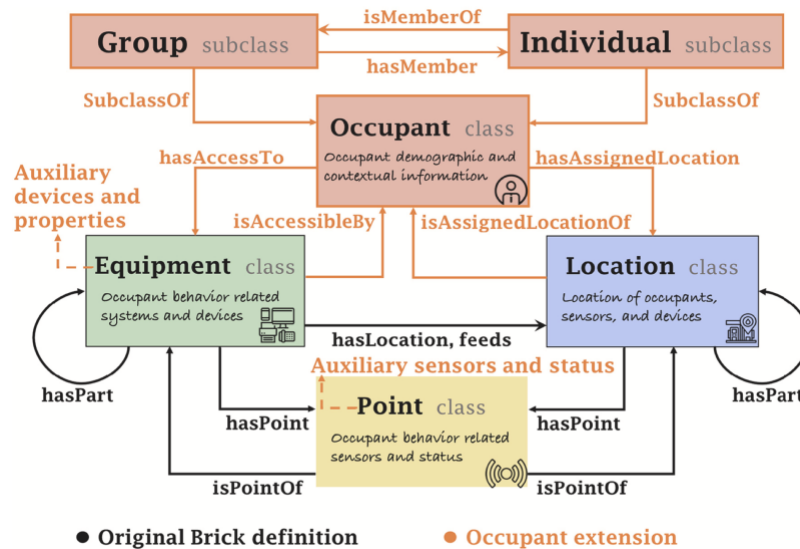 isMemberOf
Group subclass
Individual subclass
hasMember
SubclassOf
SubclassOf
Occupant class
Occupant demographic and
contextual information
hasAccessTo
hasAssignedLocation
Auxiliary
devices and
properties
isAccessibleBy
isAssignedLocationOf
Equipment class
Occupant behavior related
systems and devices
Location class
Location of occupants,
sensors, and devices
hasLocation, feeds
Auxiliary sensors and status
hasPart
hasPart
Point class
Occupant behavior related
sensors and status
hasPoint
hasPoint
isPointOf
isPointOf
● Original Brick definition
● Occupant extension